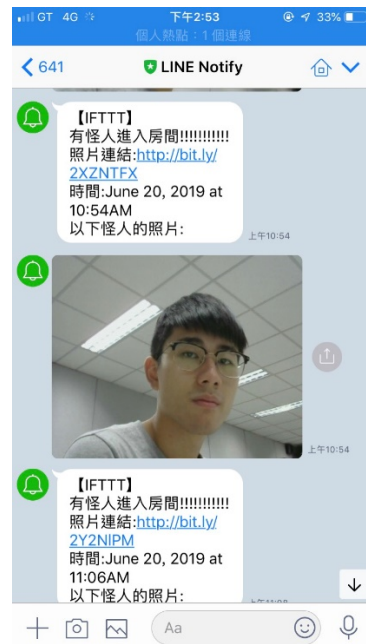 GT 4G 下午2:53 33%
個人熱點：1 個連線
641 LINE Notify
【IFTTT】
有怪人進入房間!!!!!!!!!!!
照片連結:http://bit.ly/
2XZNTFX
時間:June 20, 2019 at
10:54AM
以下怪人的照片:
上午10:54
上午10:54
【IFTTT】
有怪人進入房間!!!!!!!!!!!
照片連結:http://bit.ly/
2Y2NlPM
時間:June 20, 2019 at
11:06AM
以下怪人的照片:
Aa